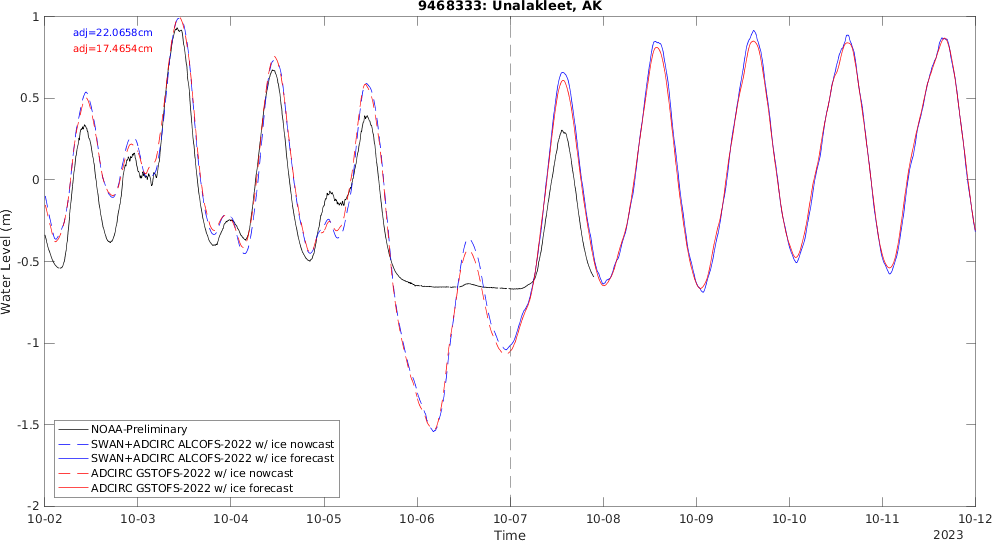 9468333: Unalakleet, AK
adj=22.0658cm
adj=17.4654cm
1
0.5
0
-0.5
-1
-1.5
-2
Water Level (m)
NOAA-Preliminary
SWAN+ADCIRC ALCOFS-2022 w/ ice nowcast
SWAN+ADCIRC ALCOFS-2022 w/ ice forecast
ADCIRC GSTOFS-2022 w/ ice nowcast
ADCIRC GSTOFS-2022 w/ ice forecast
10-02 10-03 10-04 10-05 10-06 10-07 10-08 10-09 10-10 10-11 10-12
Time
2023